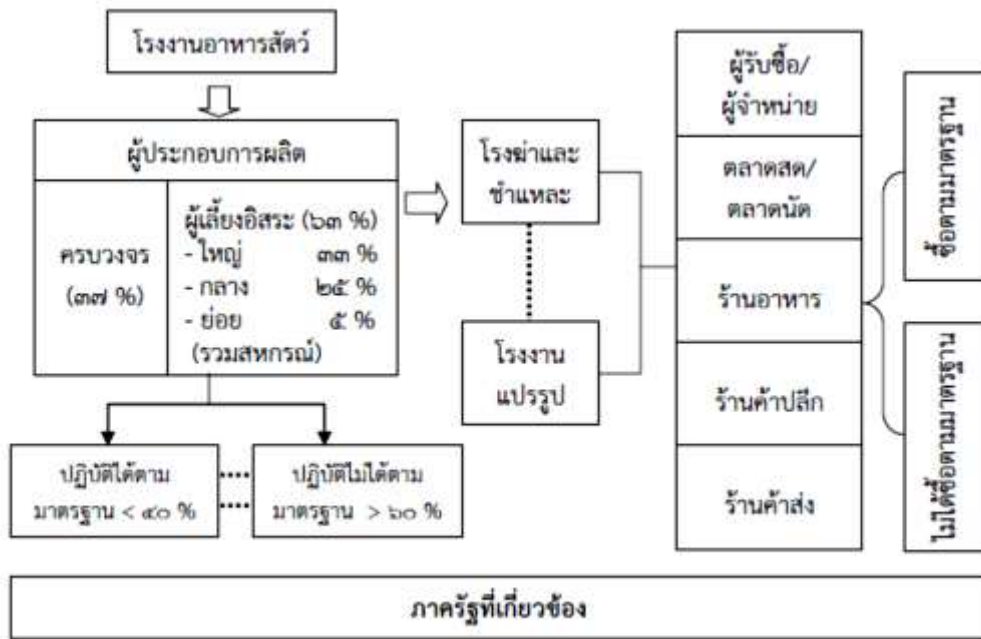 โรงงานอาหารสัตว์
ผู้ประกอบการผลิต
ครบวงจร
(๓๗ %)
ผู้เลี้ยงอิสระ (๖๓ %)
- ใหญ่ ๓๓ %
- กลาง ๒๕ %
- ย่อย ๕ %
(รวมสหกรณ์)
ปฏิบัติได้ตาม
มาตรฐาน < ๔๐ %
ปฏิบัติไม่ได้ตาม
มาตรฐาน > ๖๐ %
โรงฆ่าและ
ชำแหละ
โรงงาน
แปรรูป
ผู้รับซื้อ/
ผู้จำหน่าย
ตลาดสด/
ตลาดนัด
ร้านอาหาร
ร้านค้าปลีก
ร้านค้าส่ง
ซื้อตามมาตรฐาน
ไม่ได้ซื้อตามมาตรฐาน
ภาครัฐที่เกี่ยวข้อง